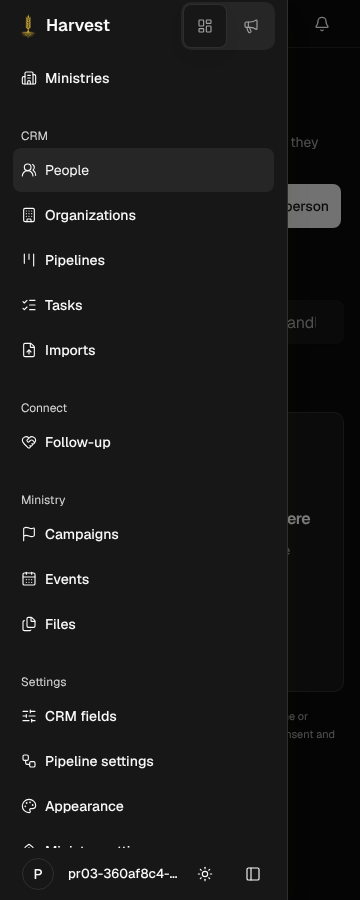 Harvest
Ministries
CRM
People
Organizations
Pipelines
Tasks
Imports
Connect
Follow-up
Ministry
Campaigns
Events
Files
Settings
CRM fields
Pipeline settings
Appearance
P
pr03-360af8c4-...
they
person